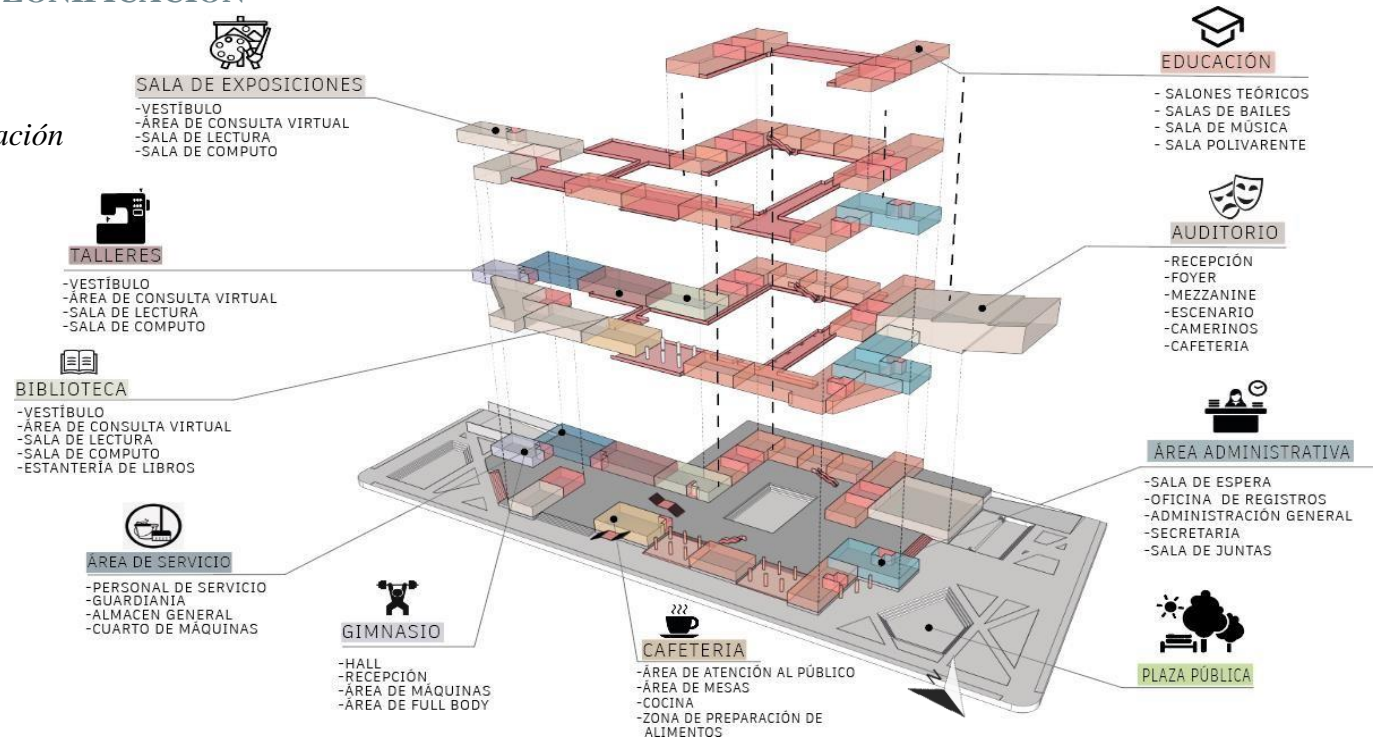 ZONIFICACIÓN
SALA DE EXPOSICIONES
-VESTÍBULO
-ÁREA DE CONSULTA VIRTUAL
-SALA DE LECTURA
-SALA DE COMPUTO
ación
TALLERES
-VESTÍBULO
-ÁREA DE CONSULTA VIRTUAL
-SALA DE LECTURA
-SALA DE COMPUTO
BIBLIOTECA
-VESTÍBULO
-ÁREA DE CONSULTA VIRTUAL
-SALA DE LECTURA
-SALA DE COMPUTO
-ESTANTERÍA DE LIBROS
ÁREA DE SERVICIO
-PERSONAL DE SERVICIO
-GUARDIANIA
-ALMACEN GENERAL
-CUARTO DE MÁQUINAS
GIMNASIO
-HALL
-RECEPCIÓN
-ÁREA DE MÁQUINAS
-ÁREA DE FULL BODY
CAFETERIA
-ÁREA DE ATENCIÓN AL PÚBLICO
-ÁREA DE MESAS
-COCINA
-ZONA DE PREPARACIÓN DE
ALIMENTOS
EDUCACIÓN
- SALONES TEÓRICOS
- SALAS DE BAILES
- SALA DE MÚSICA
- SALA POLIVARENTE
AUDITORIO
-RECEPCIÓN
-FOYER
-MEZZANINE
-ESCENARIO
-CAMERINOS
-CAFETERIA
ÁREA ADMINISTRATIVA
-SALA DE ESPERA
-OFICINA DE REGISTROS
-ADMINISTRACIÓN GENERAL
-SECRETARIA
-SALA DE JUNTAS
PLAZA PÚBLICA
N